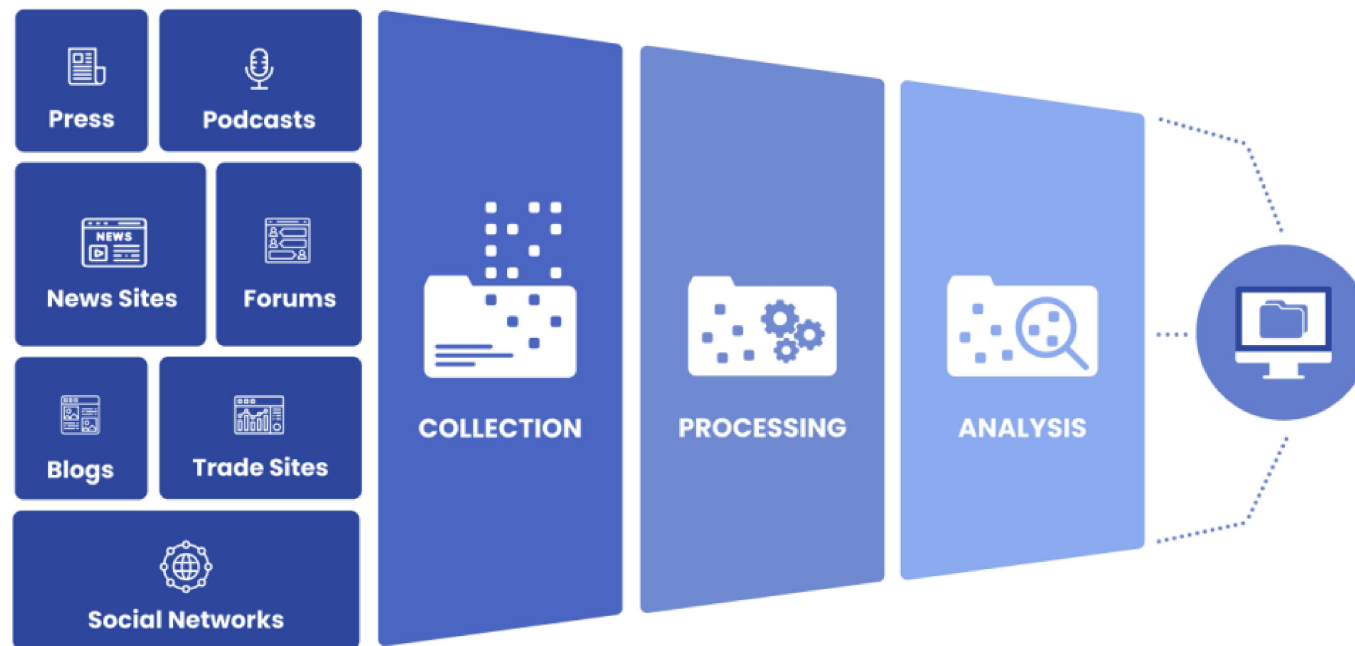 Press
Podcasts
NEWS
News Sites
Forums
Blogs
Trade Sites
Social Networks
COLLECTION
PROCESSING
ANALYSIS